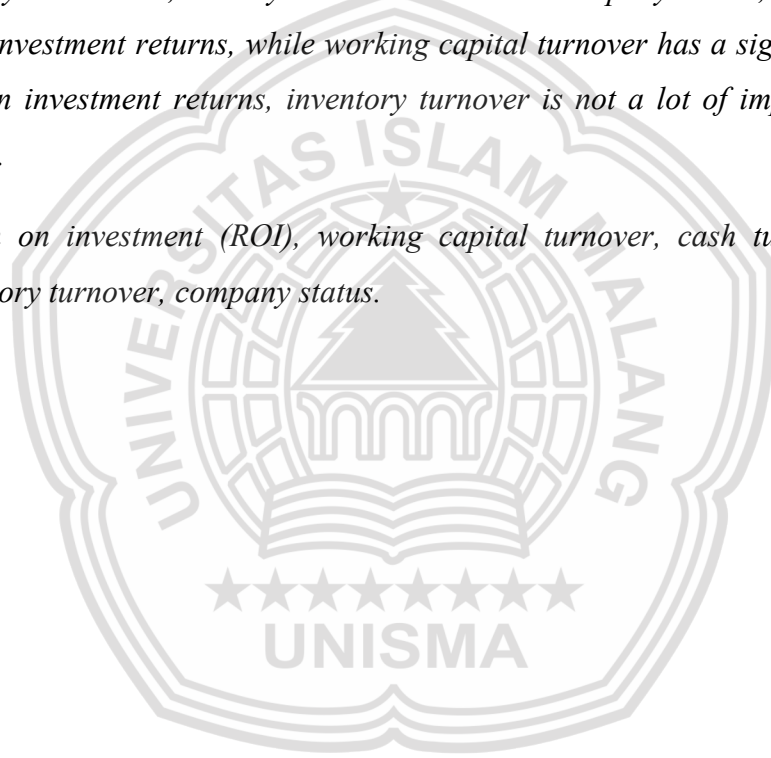 investment returns, while working capital turnover has a sig
n investment returns, inventory turnover is not a lot of imp
on investment (ROI), working capital turnover, cash tu
ory turnover, company status.
UNIVERSITAS ISLAM MALANG
UNISMA